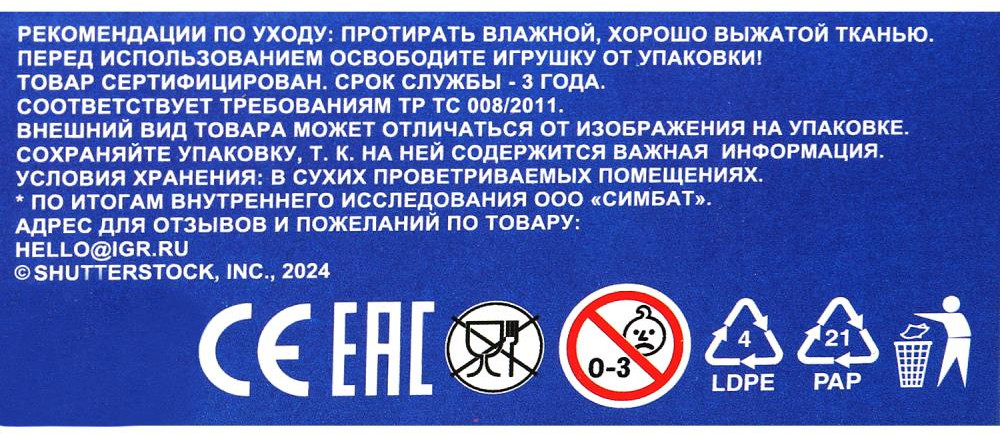 РЕКОМЕНДАЦИИ ПО УХОДУ: ПРОТИРАТЬ ВЛАЖНОЙ, ХОРОШО ВЫЖАТОЙ ТКАНЬЮ.
ПЕРЕД ИСПОЛЬЗОВАНИЕМ ОСВОБОДИТЕ ИГРУШКУ ОТ УПАКОВКИ!
ТОВАР СЕРТИФИЦИРОВАН. СРОК СЛУЖБЫ - 3 ГОДА.
СООТВЕТСТВУЕТ ТРЕБОВАНИЯМ ТР ТС 008/2011.
ВНЕШНИЙ ВИД ТОВАРА МОЖЕТ ОТЛИЧАТЬСЯ ОТ ИЗОБРАЖЕНИЯ НА УПАКОВКЕ.
СОХРАНЯЙТЕ УПАКОВКУ, Т. К. НА НЕЙ СОДЕРЖИТСЯ ВАЖНАЯ ИНФОРМАЦИЯ.
УСЛОВИЯ ХРАНЕНИЯ: В СУХИХ ПРОВЕТРИВАЕМЫХ ПОМЕЩЕНИЯХ.
* ПО ИТОГАМ ВНУТРЕННЕГО ИССЛЕДОВАНИЯ ООО «СИМБАТ».
АДРЕС ДЛЯ ОТЗЫВОВ И ПОЖЕЛАНИЙ ПО ТОВАРУ:
HELLO@IGR.RU
© SHUTTERSTOCK, INC., 2024
CE EAC 0-3 4 21
LDPE PAP